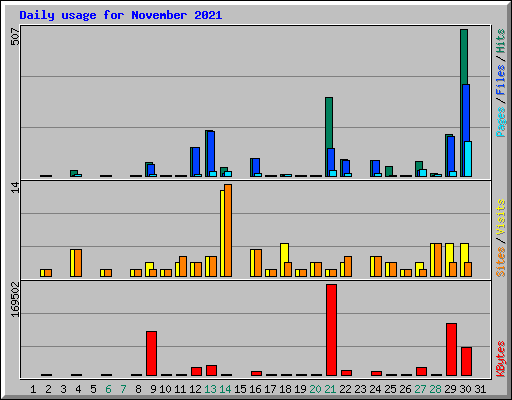 Daily usage for November 2021
507
Pages / Files / Hits
14
Sites / Visits
169502
KBytes
1 2 3 4 5 6 7 8 9 10 11 12 13 14 15 16 17 18 19 20 21 22 23 24 25 26 27 28 29 30 31